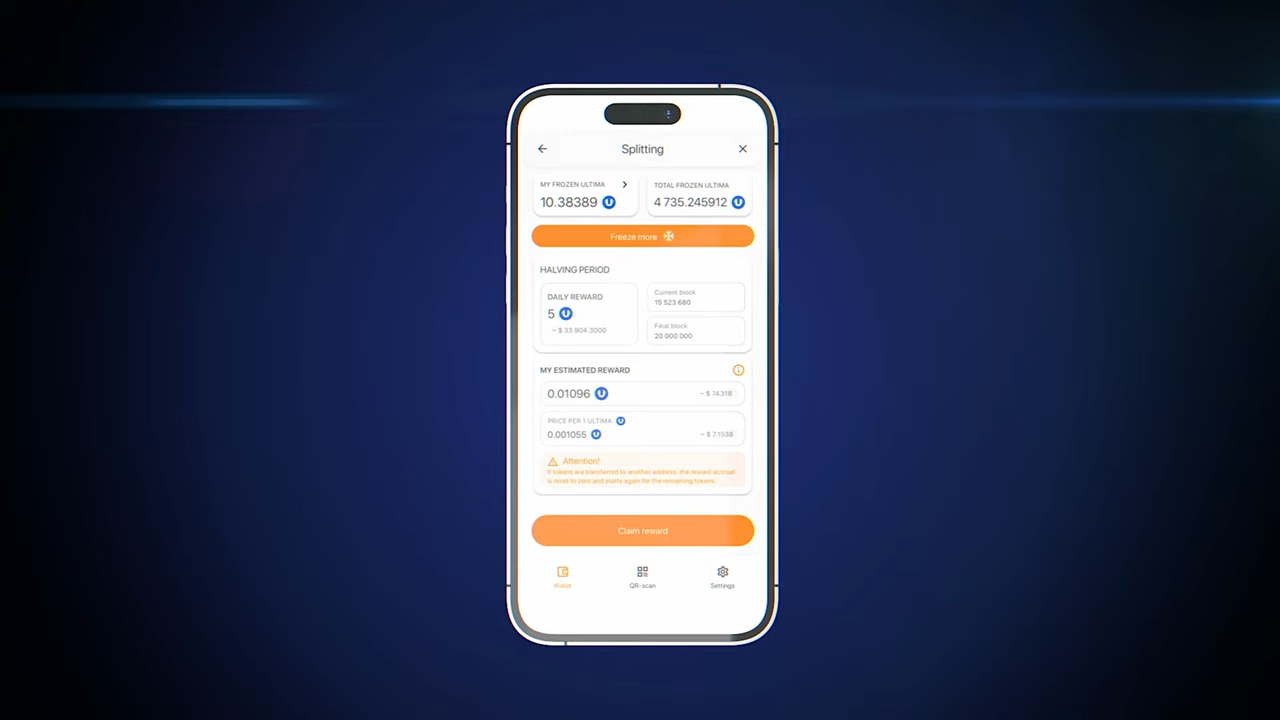 Splitting
MY FROZEN ULTIMA
10.38389
TOTAL FROZEN ULTIMA
4 735.245912
Freeze more
HALVING PERIOD
DAILY REWARD
5
~ $ 33 904.3000
Current block
15 523 680
Final block
20 000 000
MY ESTIMATED REWARD
0.01096
~ $ 74.318
PRICE PER 1 ULTIMA
0.001055
~ $ 7.1538
Attention!
If tokens are transferred to another address, the reward accrual
is reset to zero and starts again for the remaining tokens.
Claim reward
Wallet
QR-scan
Settings